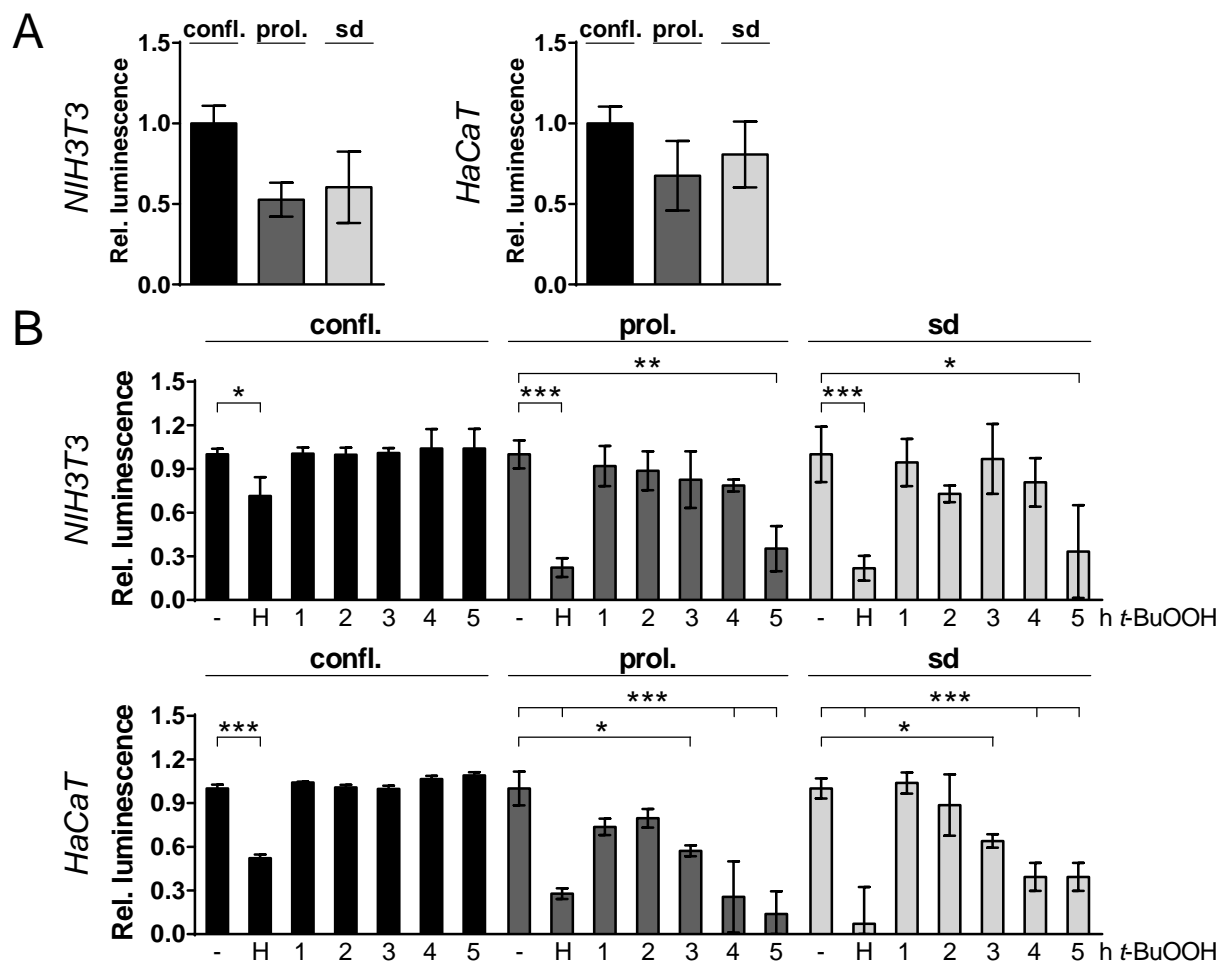 A
confl. prol. sd
1.5
1.0
0.5
0.0
Rel. luminescence
NIH3T3
confl. prol. sd
1.5
1.0
0.5
0.0
Rel. luminescence
HaCaT
B
confl. prol. sd
** *
* *** ***
1.5
1.2
0.9
0.6
0.3
0.0
Rel. luminescence
NIH3T3
- H 1 2 3 4 5 - H 1 2 3 4 5 - H 1 2 3 4 5 h t-BuOOH
confl. prol. sd
*** ***
*** * *
1.5
1.2
0.9
0.6
0.3
0.0
Rel. luminescence
HaCaT
- H 1 2 3 4 5 - H 1 2 3 4 5 - H 1 2 3 4 5 h t-BuOOH